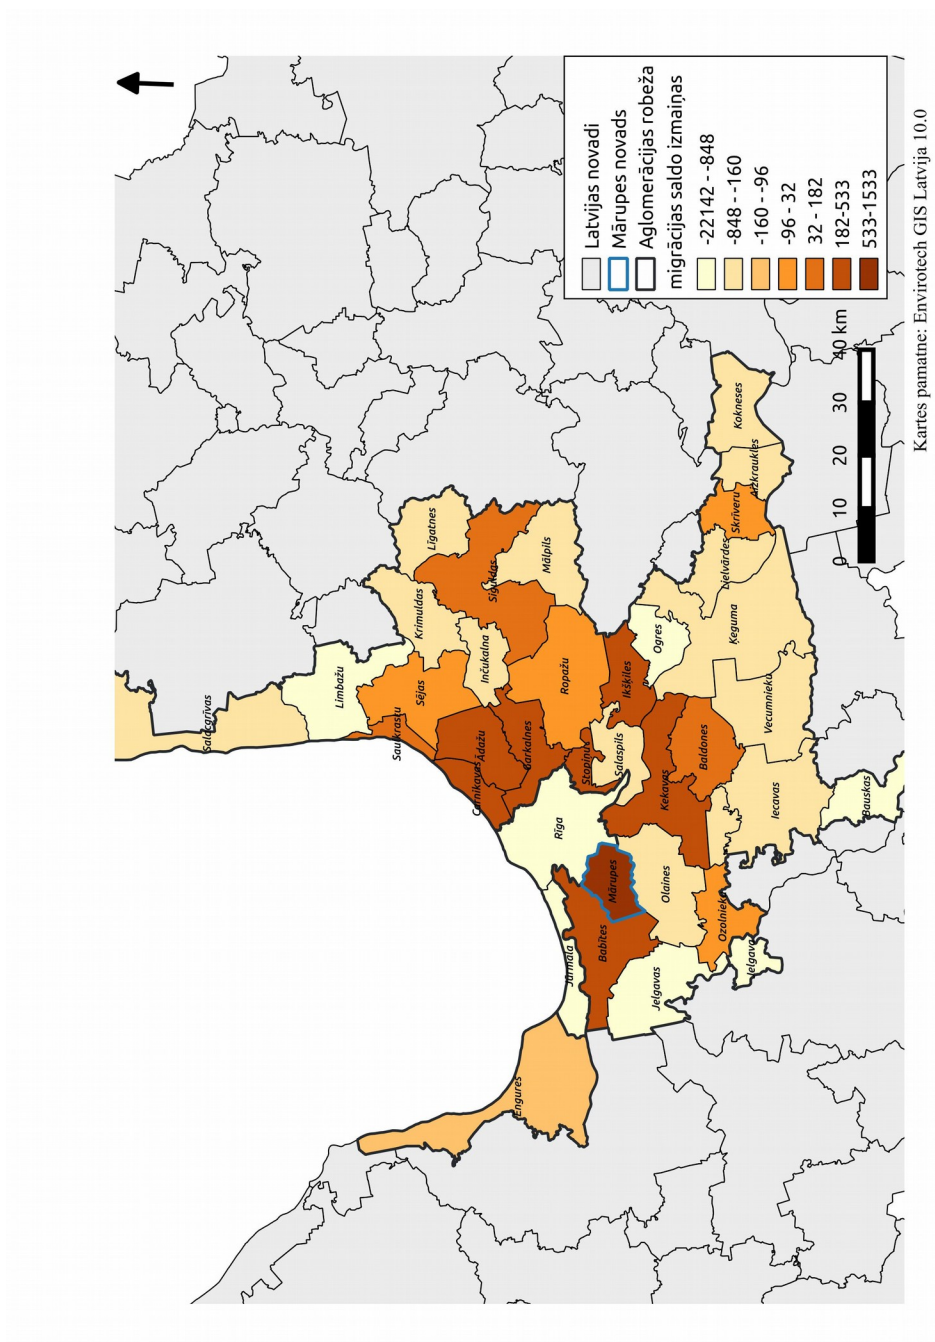 Salacgrīvas
Limbažu
Saulkrastu
Sējas
Krimuldas
Līgatnes
Carnikavas
Ādažu
Inčukalna
Siguldas
Engures
Garkalnes
Mālpils
Rīga
Ropažu
Jūrmala
Stopiņu
Babītes
Mārupes
Salaspils
Ikšķiles
Jelgavas
Olaines
Ķekavas
Ogres
Baldones
Ozolnieku
Lielvārdes
Ķeguma
Skrīveru
Kokneses
Jelgava
Aizkraukles
Vecumnieku
Iecavas
Bauskas
0 10 20 30 40 km
Latvijas novadi
Mārupes novads
Aglomerācijas robeža
migrācijas saldo izmaiņas
-22142 - -848
-848 - -160
-160 - -96
-96 - 32
32 - 182
182-533
533-1533
Kartes pamatne: Envirotech GIS Latvija 10.0